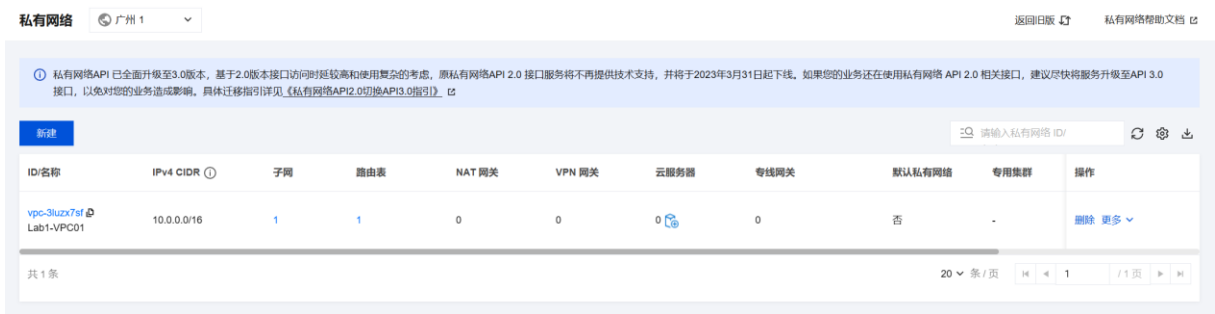 私有网络 广州 1 返回旧版 私有网络帮助文档
私有网络API 已全面升级至3.0版本，基于2.0版本接口访问时延较高和使用复杂的考虑，原私有网络API 2.0 接口服务将不再提供技术支持，并将于2023年3月31日起下线。如果您的业务还在使用私有网络 API 2.0 相关接口，建议尽快将服务升级至API 3.0
接口，以免对您的业务造成影响。具体迁移指引详见《私有网络API2.0切换API3.0指引》
新建 请输入私有网络 ID/
ID/名称 IPv4 CIDR 子网 路由表 NAT 网关 VPN 网关 云服务器 专线网关 默认私有网络 专用集群 操作
vpc-3luzx7sf
Lab1-VPC01 10.0.0.0/16 1 1 0 0 0 0 否 - 删除 更多
共 1 条 20 条 / 页 1 / 1 页